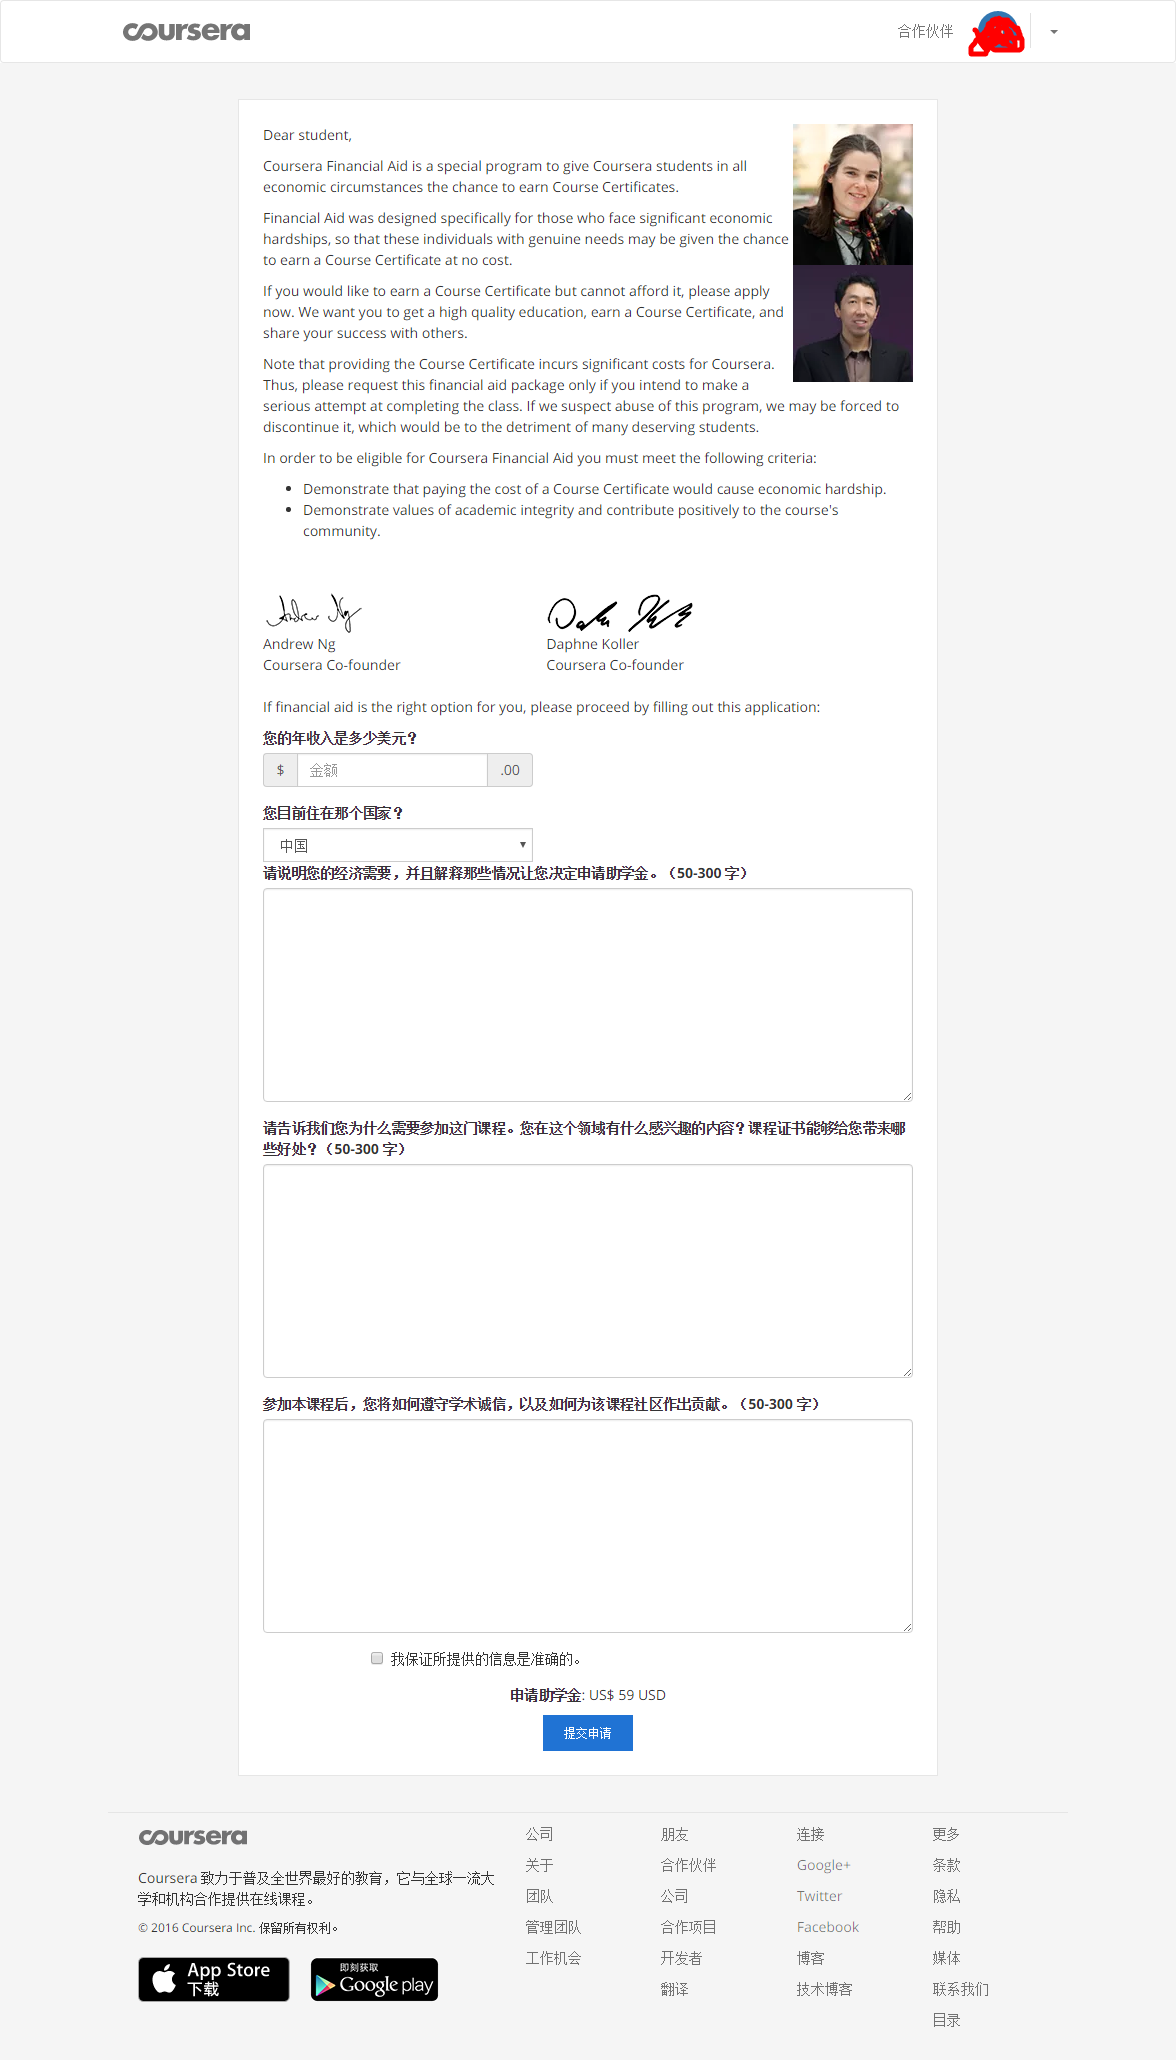 coursera
合作伙伴
Dear student,
Coursera Financial Aid is a special program to give Coursera students in all
economic circumstances the chance to earn Course Certificates.
Financial Aid was designed specifically for those who face significant economic
hardships, so that these individuals with genuine needs may be given the chance
to earn a Course Certificate at no cost.
If you would like to earn a Course Certificate but cannot afford it, please apply
now. We want you to get a high quality education, earn a Course Certificate, and
share your success with others.
Note that providing the Course Certificate incurs significant costs for Coursera.
Thus, please request this financial aid package only if you intend to make a
serious attempt at completing the class. If we suspect abuse of this program, we may be forced to
discontinue it, which would be to the detriment of many deserving students.
In order to be eligible for Coursera Financial Aid you must meet the following criteria:
• Demonstrate that paying the cost of a Course Certificate would cause economic hardship.
• Demonstrate values of academic integrity and contribute positively to the course's
community.
Andrew Ng
Daphne Koller
Andrew Ng
Daphne Koller
Coursera Co-founder
Coursera Co-founder
If financial aid is the right option for you, please proceed by filling out this application:
您的年收入是多少美元？
$ 金额 .00
您目前住在那个国家？
中国
请说明您的经济需要，并且解释那些情况让您决定申请助学金。（50-300 字）
请告诉我们您为什么需要参加这门课程。您在这个领域有什么感兴趣的内容？课程证书能够给您带来哪
些好处？（50-300 字）
参加本课程后，您将如何遵守学术诚信，以及如何为该课程社区作出贡献。（50-300 字）
我保证所提供的信息是准确的。
申请助学金: US$ 59 USD
提交申请
coursera
Coursera 致力于普及全世界最好的教育，它与全球一流大
学和机构合作提供在线课程。
© 2016 Coursera Inc. 保留所有权利。
App Store
下载
即刻获取
Google play
公司
关于
团队
管理团队
工作机会
朋友
合作伙伴
公司
合作项目
开发者
翻译
连接
Google+
Twitter
Facebook
博客
技术博客
更多
条款
隐私
帮助
媒体
联系我们
目录